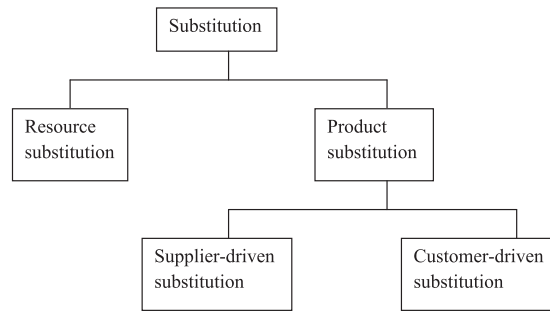 Substitution
Resource
substitution
Product
substitution
Supplier-driven
substitution
Customer-driven
substitution